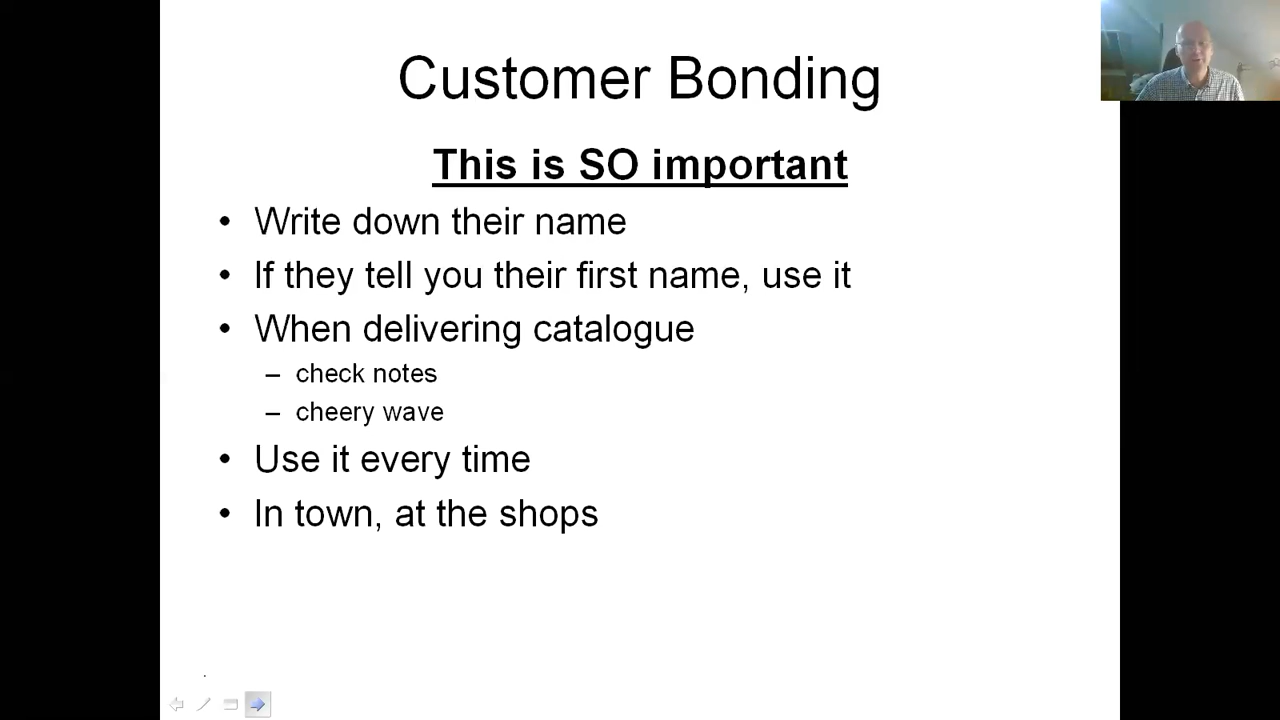 Customer Bonding
This is SO important
• Write down their name
• If they tell you their first name, use it
• When delivering catalogue
– check notes
– cheery wave
• Use it every time
• In town, at the shops